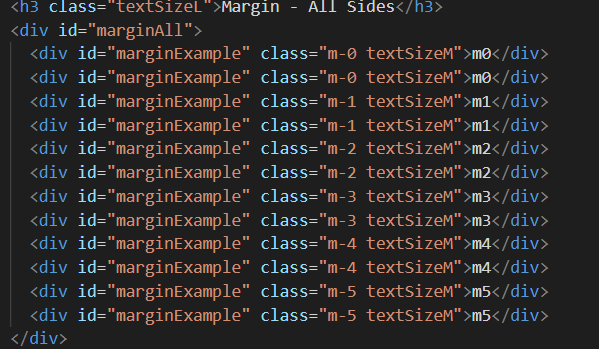 <h3 class="textSizeL">Margin - All Sides</h3>
<div id="marginAll">
  <div id="marginExample" class="m-0 textSizeM">m0</div>
  <div id="marginExample" class="m-0 textSizeM">m0</div>
  <div id="marginExample" class="m-1 textSizeM">m1</div>
  <div id="marginExample" class="m-1 textSizeM">m1</div>
  <div id="marginExample" class="m-2 textSizeM">m2</div>
  <div id="marginExample" class="m-2 textSizeM">m2</div>
  <div id="marginExample" class="m-3 textSizeM">m3</div>
  <div id="marginExample" class="m-3 textSizeM">m3</div>
  <div id="marginExample" class="m-4 textSizeM">m4</div>
  <div id="marginExample" class="m-4 textSizeM">m4</div>
  <div id="marginExample" class="m-5 textSizeM">m5</div>
  <div id="marginExample" class="m-5 textSizeM">m5</div>
</div>